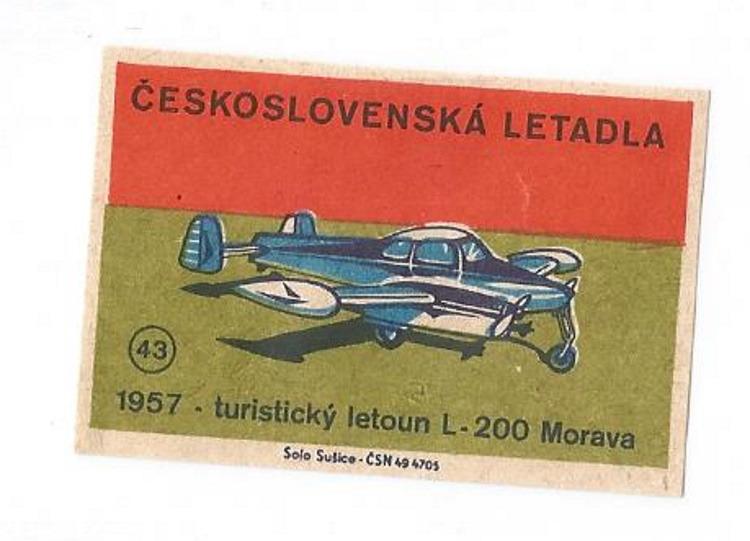 ČESKOSLOVENSKÁ LETADLA
43
1957 - turistický letoun L-200 Morava
Solo Sušice - ČSN 49 4705